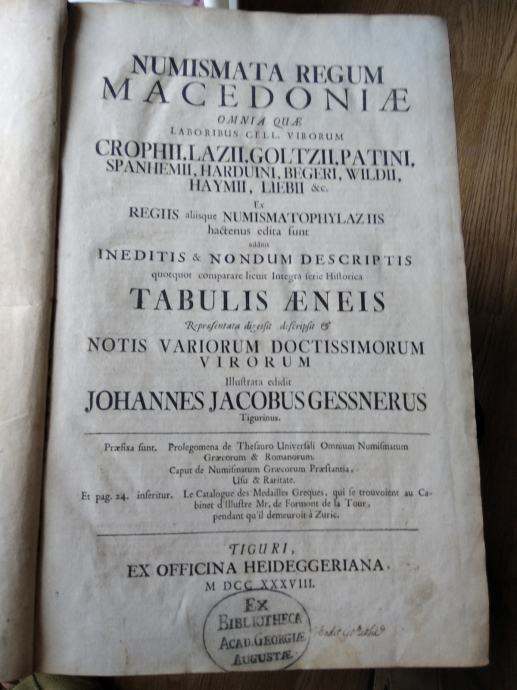 NUMISMATA REGUM
MACEDONIÆ
OMNIA QUÆ
LABORIBUS CELL. VIRORUM
CROPHII, LAZII, GOLTZII, PATINI,
SPANHEMII, HARDUINI, BEGERI, WILDII,
HAYMII, LIEBII &c.
Ex
REGIIS aliisque NUMISMATOPHYLAZIIS
hactenus edita sunt
additis
INEDITIS & NONDUM DESCRIPTIS
quotquot comparare licuit Integra serie Historica
TABULIS ÆNEIS
Repræsentata digessit descripsit &
NOTIS VARIORUM DOCTISSIMORUM
VIRORUM
Illustrata edidit
JOHANNES JACOBUS GESSNERUS
Tigurinus.
Præfixa sunt. Prolegomena de Thesauro Universali Omnium Numismatum
Græcorum & Romanorum.
Caput de Numismatum Græcorum Præstantia,
Usu & Raritate.
Et pag. 24. inseritur. Le Catalogue des Medailles Greques, qui se trouvoient au Ca-
binet d'Illustre Mr. de Formont de la Tour,
pendant qu'il demeuroit à Zuric.
TIGURI,
EX OFFICINA HEIDEGGERIANA.
M DCC XXXVIII.
EX
BIBLIOTHECA
ACAD. GEORGIÆ
AUGUSTÆ